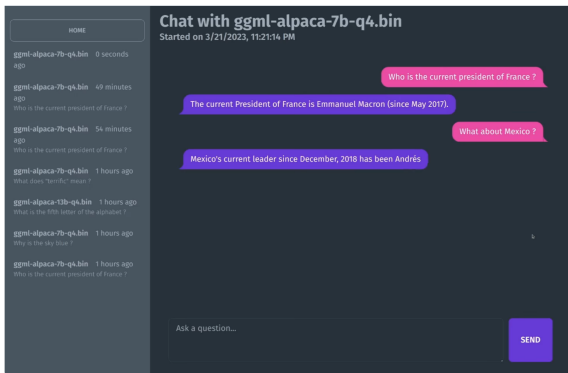 HOME
ggml-alpaca-7b-q4.bin 0 seconds
ago
ggml-alpaca-7b-q4.bin 49 minutes
ago
Who is the current president of France ?
ggml-alpaca-7b-q4.bin 54 minutes
ago
Who is the current president of France ?
ggml-alpaca-7b-q4.bin 1 hours ago
What does "terrific" mean ?
ggml-alpaca-13b-q4.bin 1 hours ago
What is the fifth letter of the alphabet ?
ggml-alpaca-7b-q4.bin 1 hours ago
Why is the sky blue ?
ggml-alpaca-7b-q4.bin 1 hours ago
Who is the current president of France ?
Chat with ggml-alpaca-7b-q4.bin
Started on 3/21/2023, 11:21:14 PM
Who is the current president of France ?
The current President of France is Emmanuel Macron (since May 2017).
What about Mexico ?
Mexico's current leader since December, 2018 has been Andrés
Ask a question...
SEND